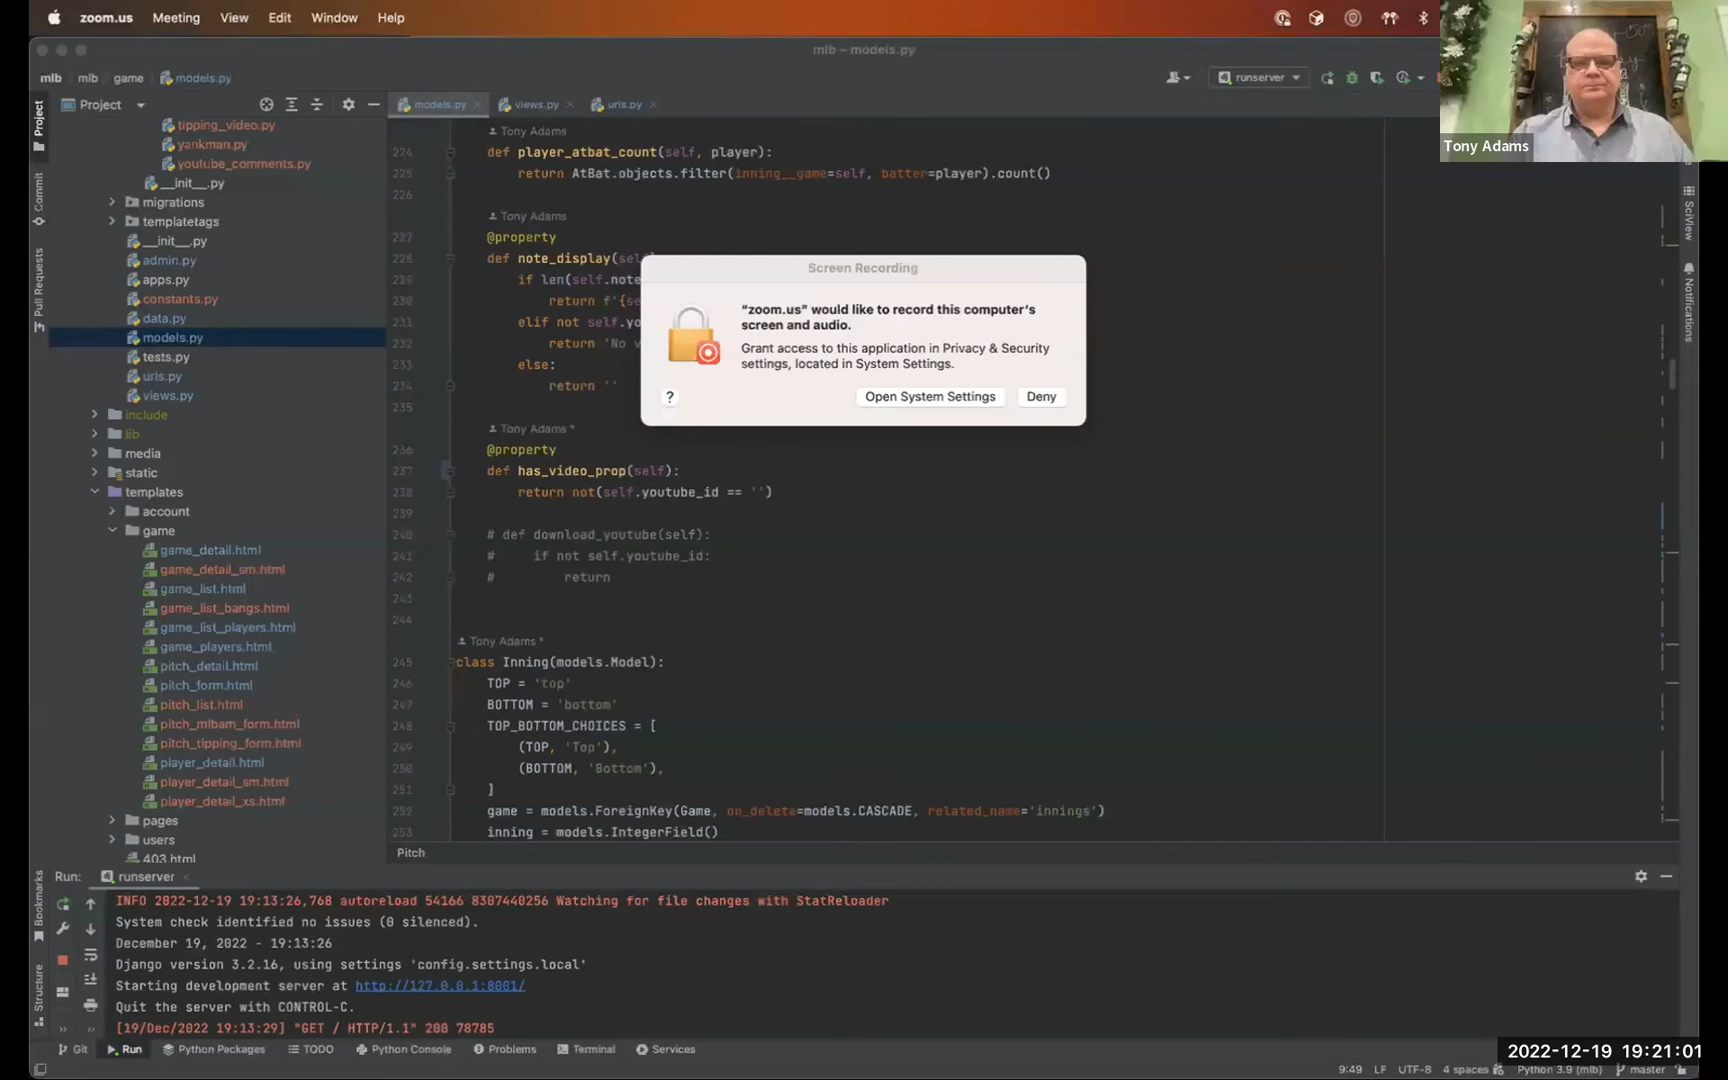 zoom.us Meeting View Edit Window Help
mlb – models.py
mlb mlb game models.py
runserver
Tony Adams
Project
models.py views.py urls.py
tipping_video.py
yankman.py
youtube_comments.py
__init__.py
migrations
templatetags
__init__.py
admin.py
apps.py
constants.py
data.py
models.py
tests.py
urls.py
views.py
include
lib
media
static
templates
account
game
game_detail.html
game_detail_sm.html
game_list.html
game_list_bangs.html
game_list_players.html
game_players.html
pitch_detail.html
pitch_form.html
pitch_list.html
pitch_mlbam_form.html
pitch_tipping_form.html
player_detail.html
player_detail_sm.html
player_detail_xs.html
pages
users
403.html
Project
Commit
Pull Requests
Bookmarks
Structure
SciView
Notifications
Tony Adams
224 def player_atbat_count(self, player):
225 return AtBat.objects.filter(inning__game=self, batter=player).count()
226
Tony Adams
227 @property
228 def note_display(sel
229 if len(self.note
230 return f'{se
231 elif not self.yo
232 return 'No v
233 else:
234 return ''
235
Tony Adams *
236 @property
237 def has_video_prop(self):
238 return not(self.youtube_id == '')
239
240 # def download_youtube(self):
241 # if not self.youtube_id:
242 # return
243
244
Tony Adams *
245 class Inning(models.Model):
246 TOP = 'top'
247 BOTTOM = 'bottom'
248 TOP_BOTTOM_CHOICES = [
249 (TOP, 'Top'),
250 (BOTTOM, 'Bottom'),
251 ]
252 game = models.ForeignKey(Game, on_delete=models.CASCADE, related_name='innings')
253 inning = models.IntegerField()
Pitch
Screen Recording
“zoom.us” would like to record this computer’s
screen and audio.
Grant access to this application in Privacy & Security
settings, located in System Settings.
? Open System Settings Deny
Run: runserver
INFO 2022-12-19 19:13:26,768 autoreload 54166 8307440256 Watching for file changes with StatReloader
System check identified no issues (0 silenced).
December 19, 2022 - 19:13:26
Django version 3.2.16, using settings 'config.settings.local'
Starting development server at http://127.0.0.1:8001/
Quit the server with CONTROL-C.
[19/Dec/2022 19:13:29] "GET / HTTP/1.1" 200 78785
Git Run Python Packages TODO Python Console Problems Terminal Services
2022-12-19 19:21:01
9:49 LF UTF-8 4 spaces Python 3.9 (mlb) master